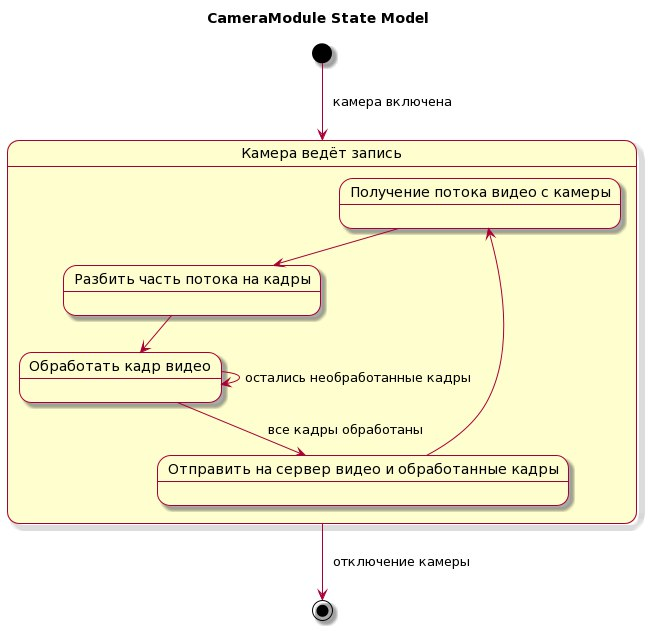 CameraModule State Model
камера включена
Камера ведёт запись
Получение потока видео с камеры
Разбить часть потока на кадры
Обработать кадр видео
остались необработанные кадры
все кадры обработаны
Отправить на сервер видео и обработанные кадры
отключение камеры